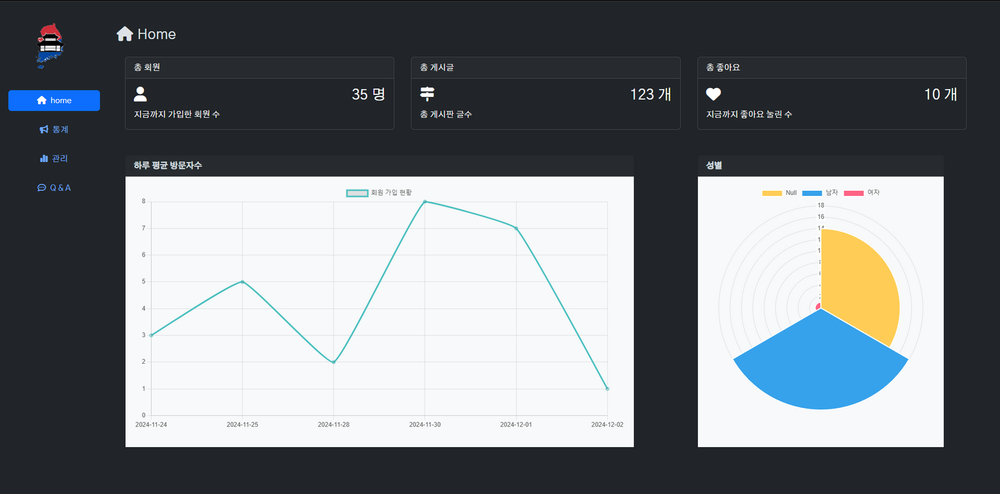 Home
home
통계
관리
Q & A
총 회원
35 명
지금까지 가입한 회원 수
총 게시글
123 개
총 게시판 글수
총 좋아요
10 개
지금까지 좋아요 눌린 수
하루 평균 방문자수
회원 가입 현황
8
7
6
5
4
3
2
1
0
2024-11-24 2024-11-25 2024-11-28 2024-11-30 2024-12-01 2024-12-02
성별
Null 남자 여자
18
16
14